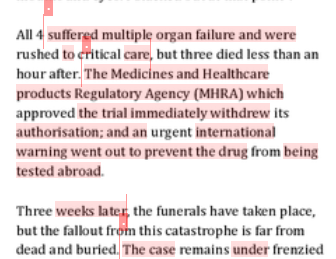 All 4 suffered multiple organ failure and were
rushed to critical care, but three died less than an
hour after. The Medicines and Healthcare
products Regulatory Agency (MHRA) which
approved the trial immediately withdrew its
authorisation; and an urgent international
warning went out to prevent the drug from being
tested abroad.
Three weeks later, the funerals have taken place,
but the fallout from this catastrophe is far from
dead and buried. The case remains under frenzied